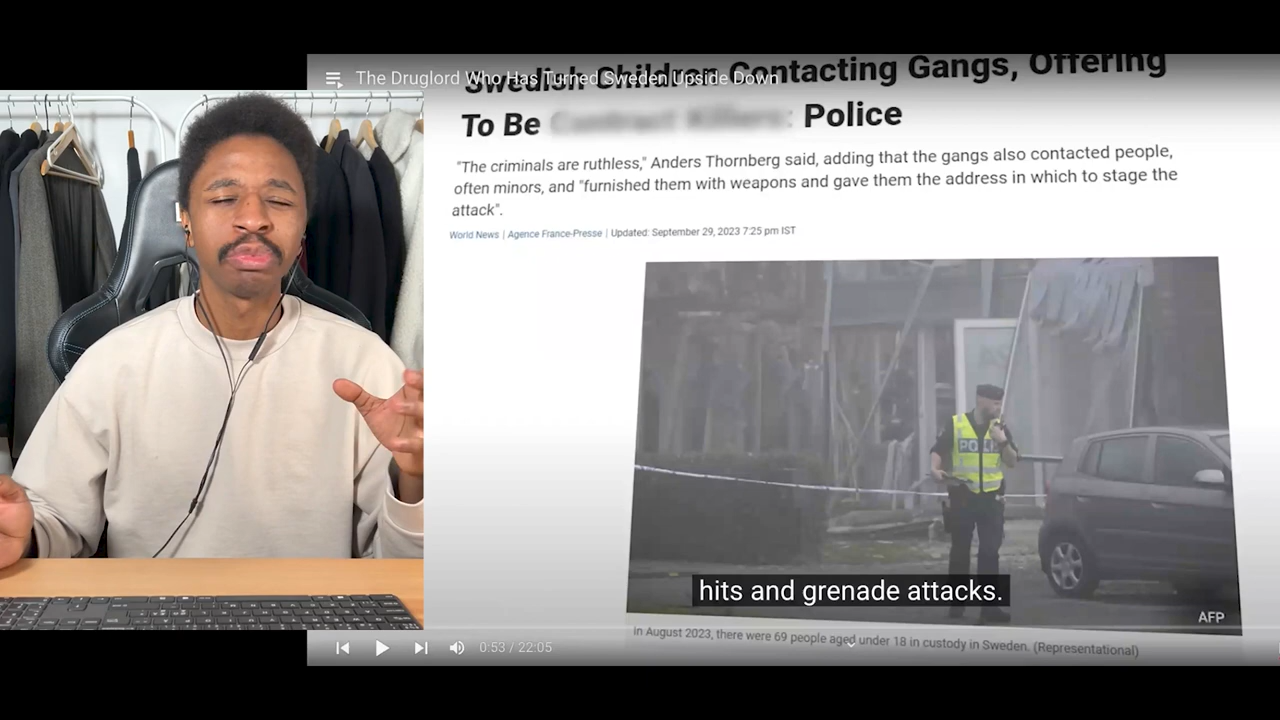 The Druglord Who Has Turned Sweden Upside Down
Swedish Children Contacting Gangs, Offering
To Be Police
"The criminals are ruthless," Anders Thornberg said, adding that the gangs also contacted people,
often minors, and "furnished them with weapons and gave them the address in which to stage the
attack".
World News | Agence France-Presse | Updated: September 29, 2023 7:25 pm IST
hits and grenade attacks.
AFP
In August 2023, there were 69 people aged under 18 in custody in Sweden. (Representational)
0:53 / 22:05